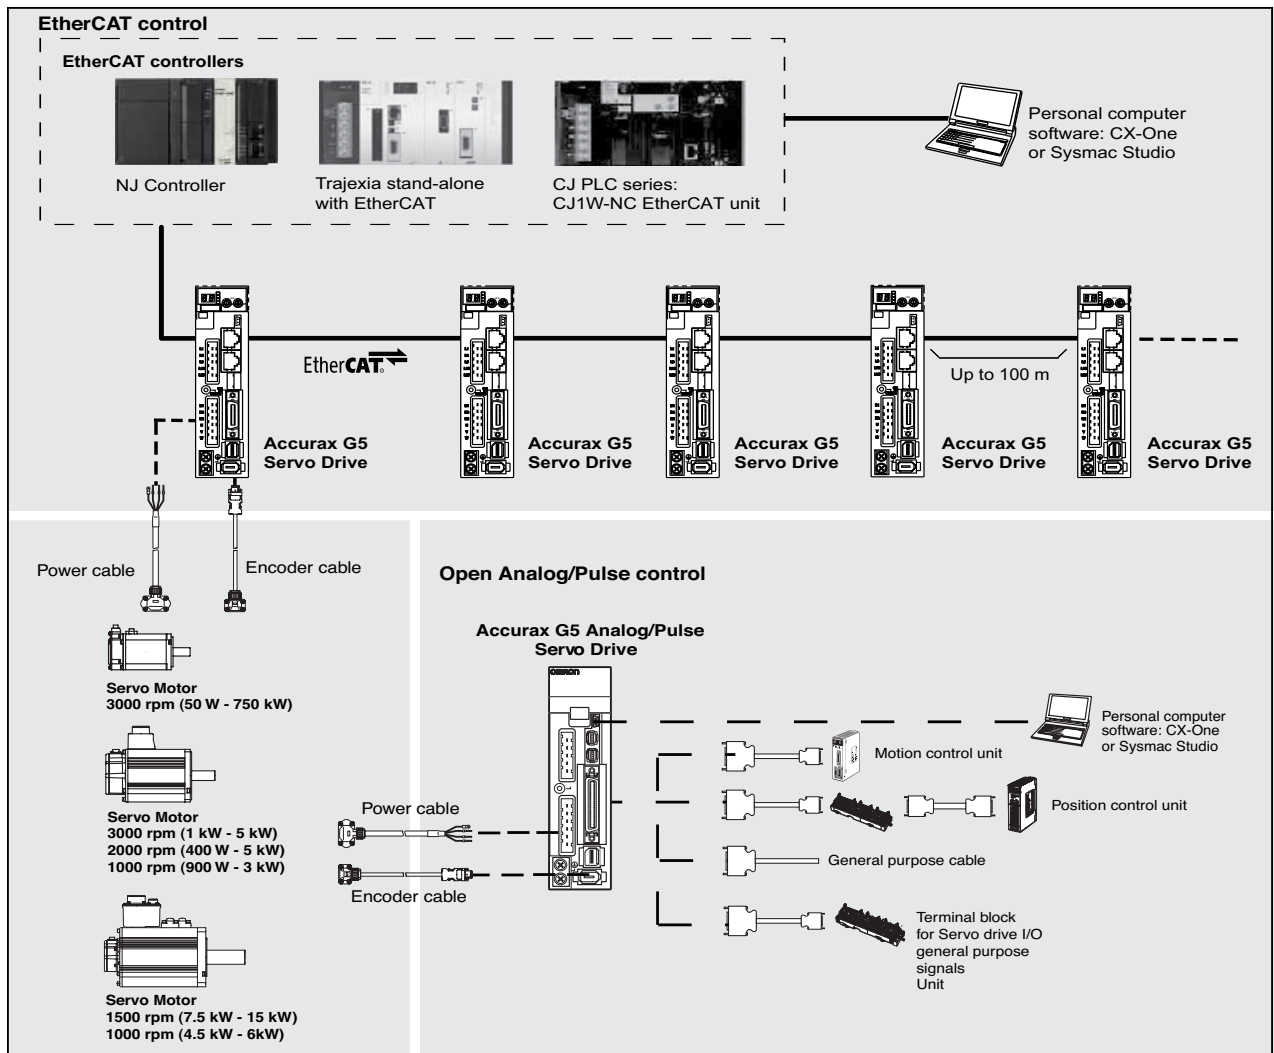 EtherCAT control
EtherCAT controllers
NJ Controller
Trajexia stand-alone
with EtherCAT
CJ PLC series:
CJ1W-NC EtherCAT unit
Personal computer
software: CX-One
or Sysmac Studio
EtherCAT®
Up to 100 m
Accurax G5
Servo Drive
Accurax G5
Servo Drive
Accurax G5
Servo Drive
Accurax G5
Servo Drive
Accurax G5
Servo Drive
Power cable
Encoder cable
Servo Motor
3000 rpm (50 W - 750 kW)
Servo Motor
3000 rpm (1 kW - 5 kW)
2000 rpm (400 W - 5 kW)
1000 rpm (900 W - 3 kW)
Servo Motor
1500 rpm (7.5 kW - 15 kW)
1000 rpm (4.5 kW - 6kW)
Open Analog/Pulse control
Accurax G5 Analog/Pulse
Servo Drive
OMRON
Power cable
Encoder cable
Personal computer
software: CX-One
or Sysmac Studio
Motion control unit
Position control unit
General purpose cable
Terminal block
for Servo drive I/O
general purpose
signals
Unit